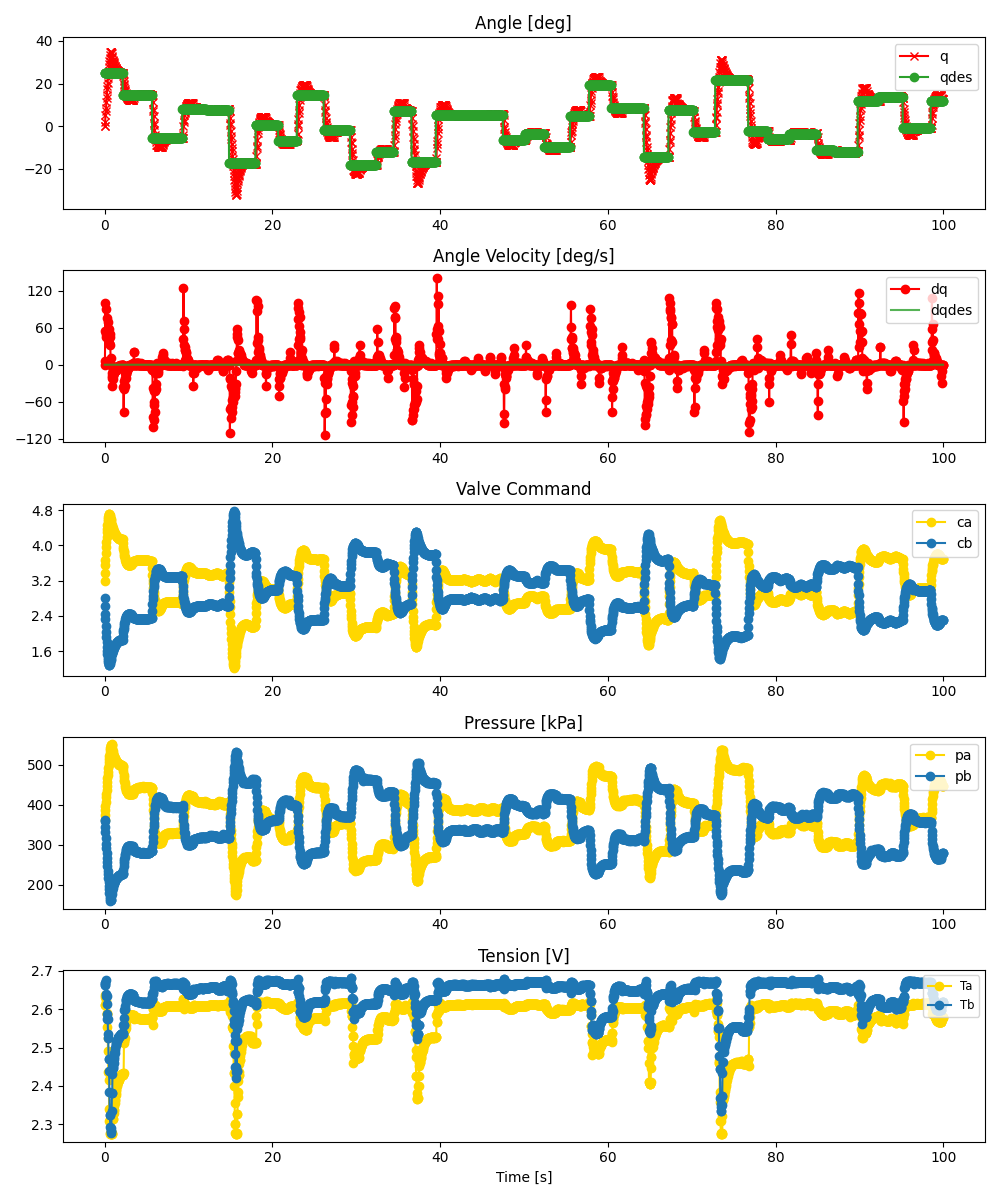 Angle [deg]
40
20
0
−20
q
qdes
0 20 40 60 80 100
Angle Velocity [deg/s]
120
60
0
−60
−120
dq
dqdes
0 20 40 60 80 100
Valve Command
4.8
4.0
3.2
2.4
1.6
ca
cb
0 20 40 60 80 100
Pressure [kPa]
500
400
300
200
pa
pb
0 20 40 60 80 100
Tension [V]
2.7
2.6
2.5
2.4
2.3
Ta
Tb
0 20 40 60 80 100
Time [s]